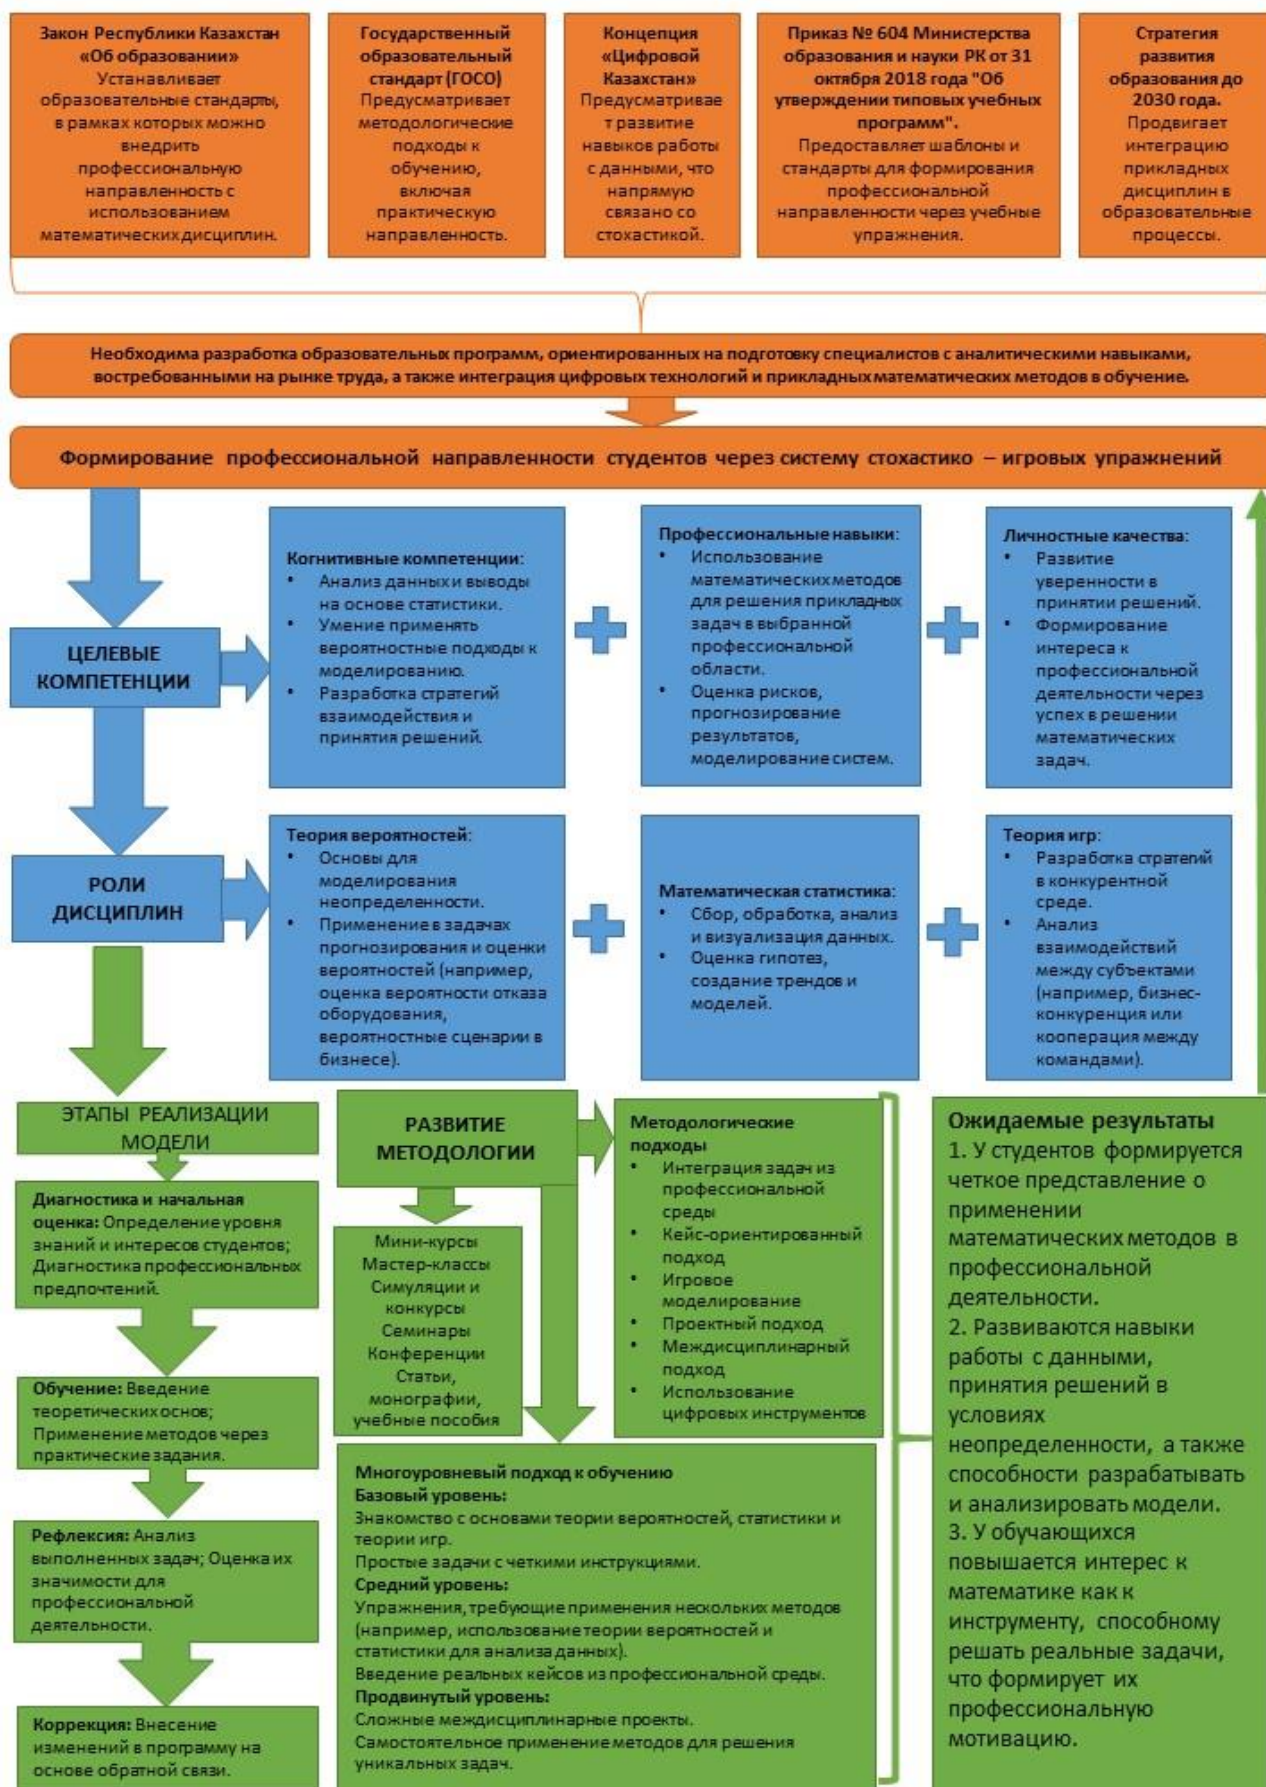 Закон Республики Казахстан
«Об образовании»
Устанавливает
образовательные стандарты,
в рамках которых можно
внедрить
профессиональную
направленность с
использованием
математических дисциплин.
Государственный
образовательный
стандарт (ГОСО)
Предусматривает
методологические
подходы к
обучению,
включая
практическую
направленность.
Концепция
«Цифровой
Казахстан»
Предусматривае
т развитие
навыков работы
с данными, что
напрямую
связано со
стохастикой.
Приказ № 604 Министерства
образования и науки РК от 31
октября 2018 года "Об
утверждении типовых учебных
программ".
Предоставляет шаблоны и
стандарты для формирования
профессиональной
направленности через учебные
упражнения.
Стратегия
развития
образования до
2030 года.
Продвигает
интеграцию
прикладных
дисциплин в
образовательные
процессы.
Необходима разработка образовательных программ, ориентированных на подготовку специалистов с аналитическими навыками,
востребованными на рынке труда, а также интеграция цифровых технологий и прикладных математических методов в обучение.
Формирование профессиональной направленности студентов через систему стохастико – игровых упражнений
ЦЕЛЕВЫЕ
КОМПЕТЕНЦИИ
Когнитивные компетенции:
• Анализ данных и выводы
на основе статистики.
• Умение применять
вероятностные подходы к
моделированию.
• Разработка стратегий
взаимодействия и
принятия решений.
Профессиональные навыки:
• Использование
математических методов
для решения прикладных
задач в выбранной
профессиональной
области.
• Оценка рисков,
прогнозирование
результатов,
моделирование систем.
Личностные качества:
• Развитие
уверенности в
принятии решений.
• Формирование
интереса к
профессиональной
деятельности через
успех в решении
математических
задач.
РОЛИ
ДИСЦИПЛИН
Теория вероятностей:
• Основы для
моделирования
неопределенности.
• Применение в задачах
прогнозирования и оценки
вероятностей (например,
оценка вероятности отказа
оборудования,
вероятностные сценарии в
бизнесе).
Математическая статистика:
• Сбор, обработка, анализ
и визуализация данных.
• Оценка гипотез,
создание трендов и
моделей.
Теория игр:
• Разработка стратегий
в конкурентной
среде.
• Анализ
взаимодействий
между субъектами
(например, бизнес-
конкуренция или
кооперация между
командами).
ЭТАПЫ РЕАЛИЗАЦИИ
МОДЕЛИ
Диагностика и начальная
оценка: Определение уровня
знаний и интересов студентов;
Диагностика профессиональных
предпочтений.
Обучение: Введение
теоретических основ;
Применение методов через
практические задания.
Рефлексия: Анализ
выполненных задач; Оценка их
значимости для
профессиональной
деятельности.
Коррекция: Внесение
изменений в программу на
основе обратной связи.
РАЗВИТИЕ
МЕТОДОЛОГИИ
Мини-курсы
Мастер-классы
Симуляции и
конкурсы
Семинары
Конференции
Статьи,
монографии,
учебные пособия
Методологические
подходы
• Интеграция задач из
профессиональной
среды
• Кейс-ориентированный
подход
• Игровое
моделирование
• Проектный подход
• Междисциплинарный
подход
• Использование
цифровых инструментов
Многоуровневый подход к обучению
Базовый уровень:
Знакомство с основами теории вероятностей, статистики и
теории игр.
Простые задачи с четкими инструкциями.
Средний уровень:
Упражнения, требующие применения нескольких методов
(например, использование теории вероятностей и
статистики для анализа данных).
Введение реальных кейсов из профессиональной среды.
Продвинутый уровень:
Сложные междисциплинарные проекты.
Самостоятельное применение методов для решения
уникальных задач.
Ожидаемые результаты
1. У студентов формируется
четкое представление о
применении
математических методов в
профессиональной
деятельности.
2. Развиваются навыки
работы с данными,
принятия решений в
условиях
неопределенности, а также
способности разрабатывать
и анализировать модели.
3. У обучающихся
повышается интерес к
математике как к
инструменту, способному
решать реальные задачи,
что формирует их
профессиональную
мотивацию.